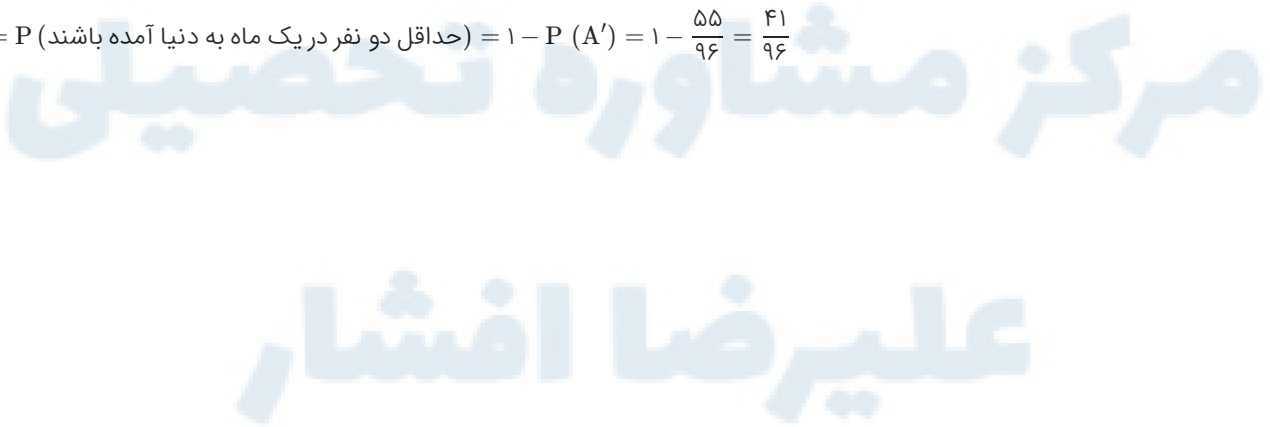 = P (حداقل دو نفر در یک ماه به دنیا آمده باشند) = ۱ − P (A′) = ۱ − ۵۵/۹۶ = ۴۱/۹۶
مرکز مشاوره تحصیلی
علیرضا افشار